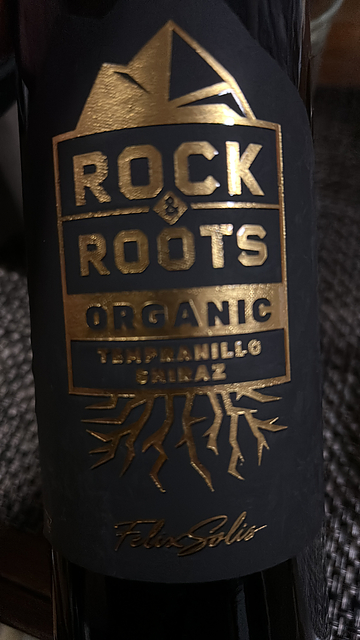 ROCK
&
ROOTS
ORGANIC
TEMPRANILLO
SHIRAZ
Felix Solis